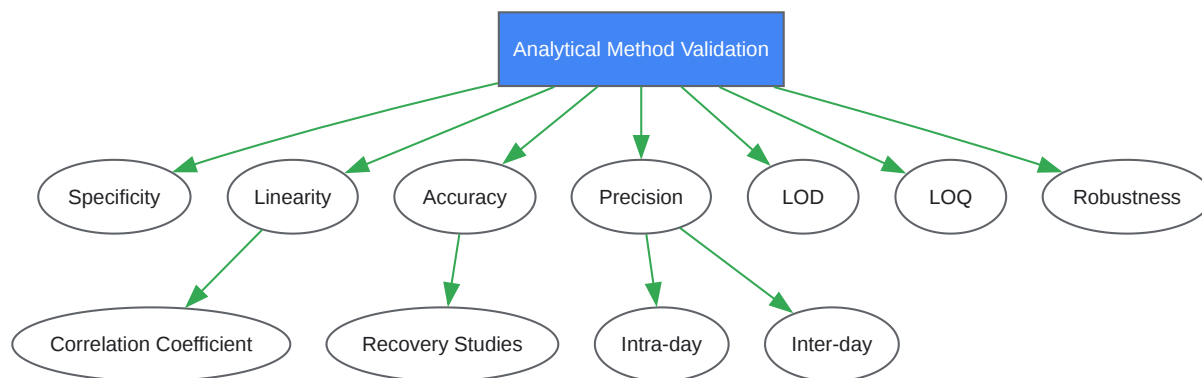 Analytical Method Validation
Specificity
Linearity
Accuracy
Precision
LOD
LOQ
Robustness
Correlation Coefficient
Recovery Studies
Intra-day
Inter-day